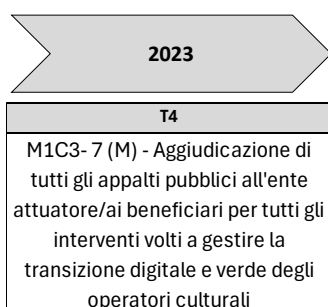 2023
T4
M1C3- 7 (M) - Aggiudicazione di
tutti gli appalti pubblici all'ente
attuatore/ai beneficiari per tutti gli
interventi volti a gestire la
transizione digitale e verde degli
operatori culturali